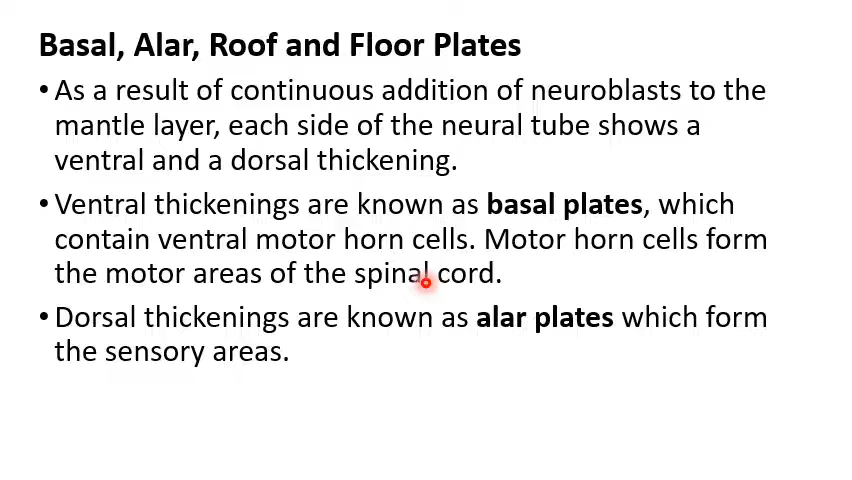 Basal, Alar, Roof and Floor Plates
• As a result of continuous addition of neuroblasts to the
mantle layer, each side of the neural tube shows a
ventral and a dorsal thickening.
• Ventral thickenings are known as basal plates, which
contain ventral motor horn cells. Motor horn cells form
the motor areas of the spinal cord.
• Dorsal thickenings are known as alar plates which form
the sensory areas.